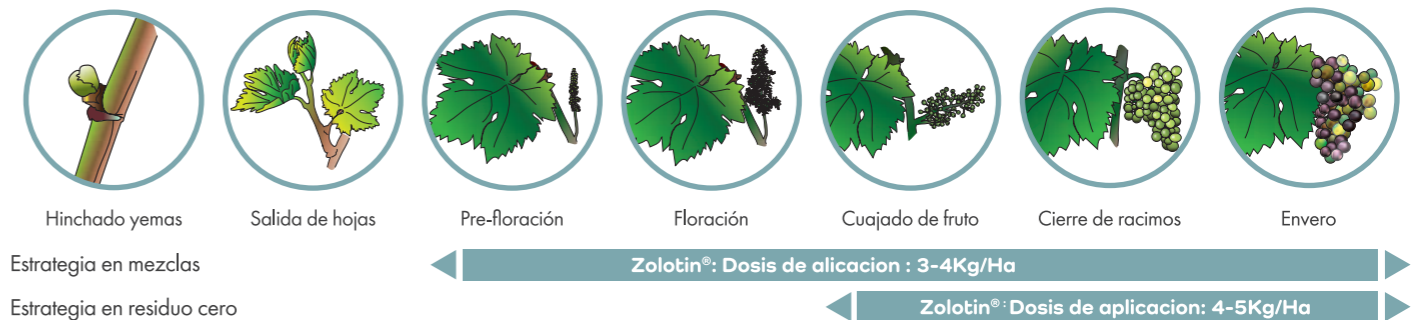 Hinchado yemas
Salida de hojas
Pre-floración
Floración
Cuajado de fruto
Cierre de racimos
Envero
Estrategia en mezclas
Zolotin®: Dosis de alicacion : 3-4Kg/Ha
Estrategia en residuo cero
Zolotin® : Dosis de aplicacion: 4-5Kg/Ha